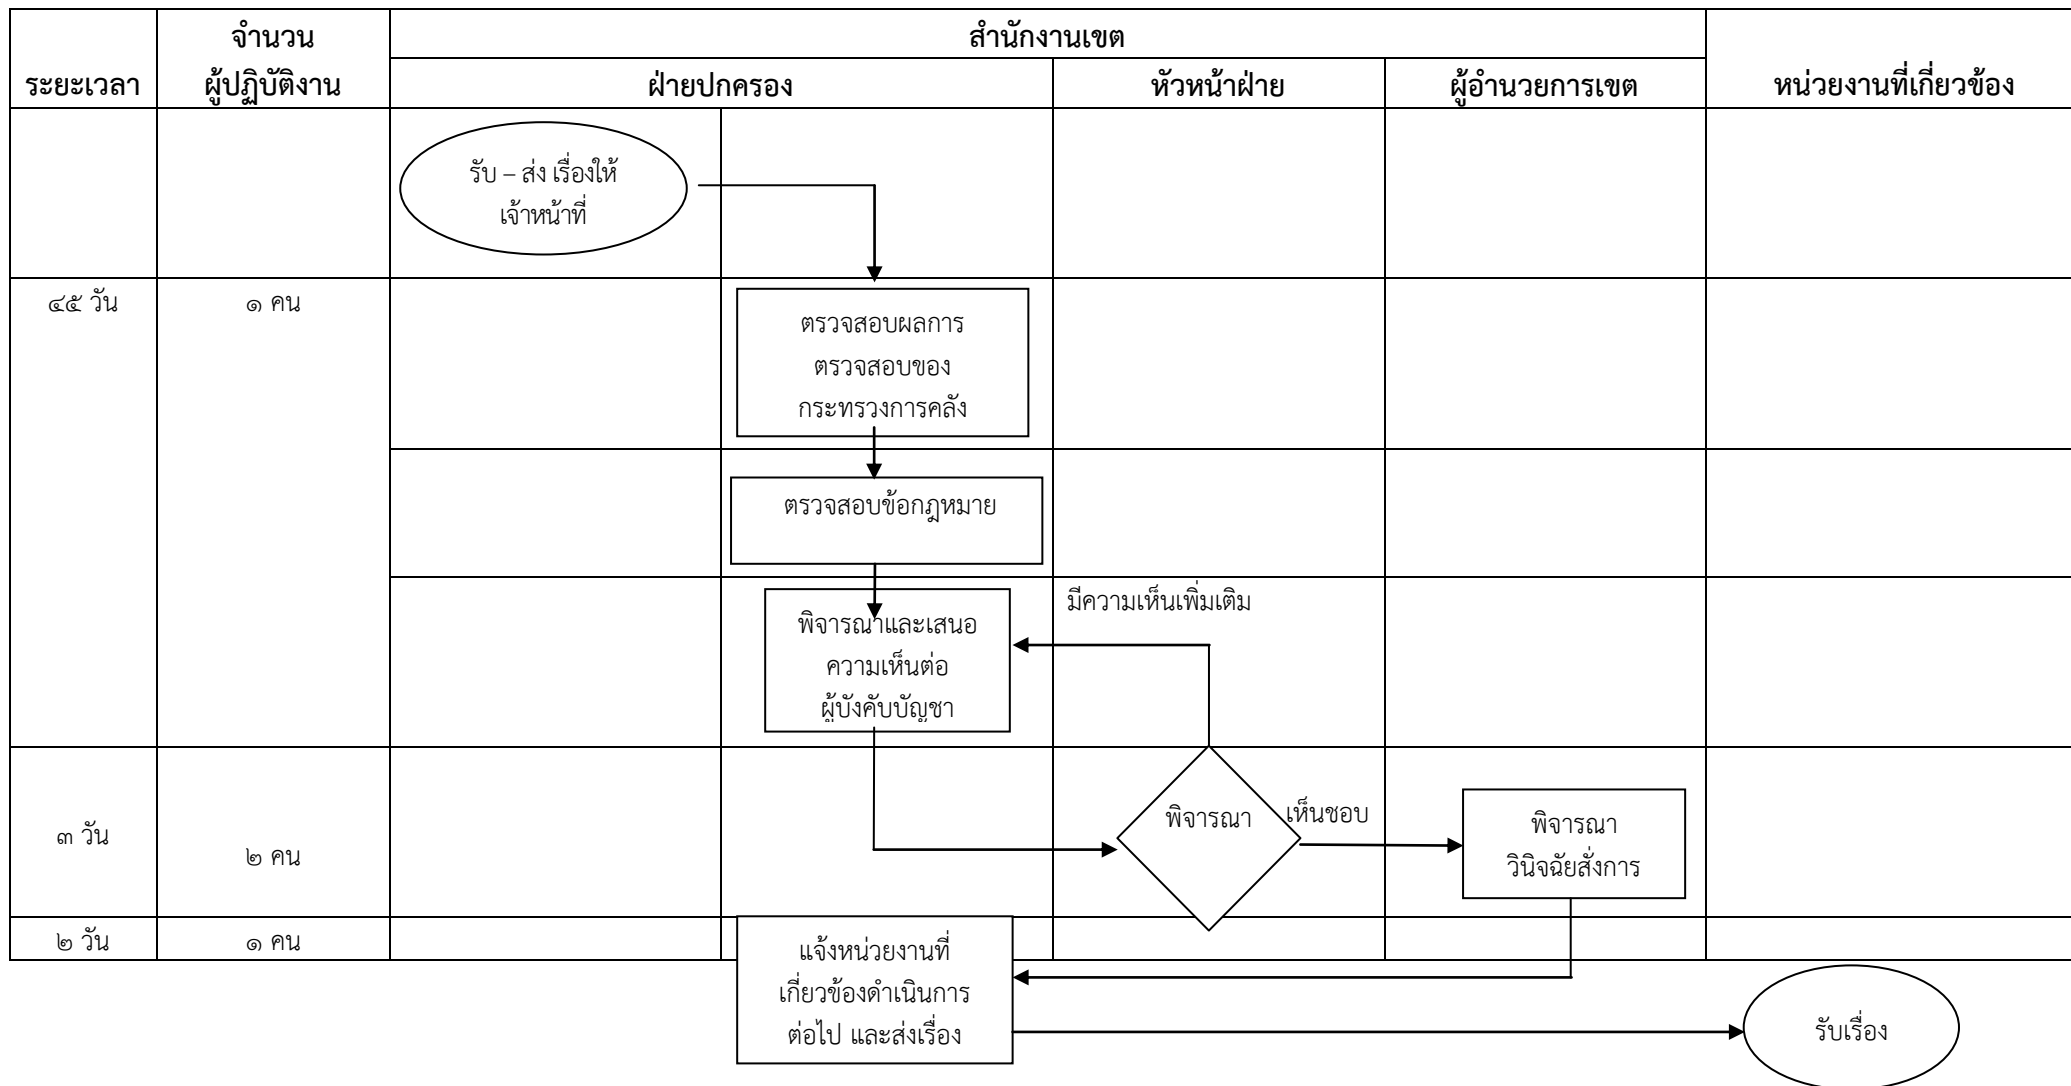 ระยะเวลา
จำนวน
ผู้ปฏิบัติงาน
สำนักงานเขต
ฝ่ายปกครอง
หัวหน้าฝ่าย
ผู้อำนวยการเขต
หน่วยงานที่เกี่ยวข้อง
รับ – ส่ง เรื่องให้
เจ้าหน้าที่
๔๕ วัน
๑ คน
ตรวจสอบผลการ
ตรวจสอบของ
กระทรวงการคลัง
ตรวจสอบข้อกฎหมาย
พิจารณาและเสนอ
ความเห็นต่อ
ผู้บังคับบัญชา
มีความเห็นเพิ่มเติม
๓ วัน
๒ คน
พิจารณา
เห็นชอบ
พิจารณา
วินิจฉัยสั่งการ
๒ วัน
๑ คน
แจ้งหน่วยงานที่
เกี่ยวข้องดำเนินการ
ต่อไป และส่งเรื่อง
รับเรื่อง